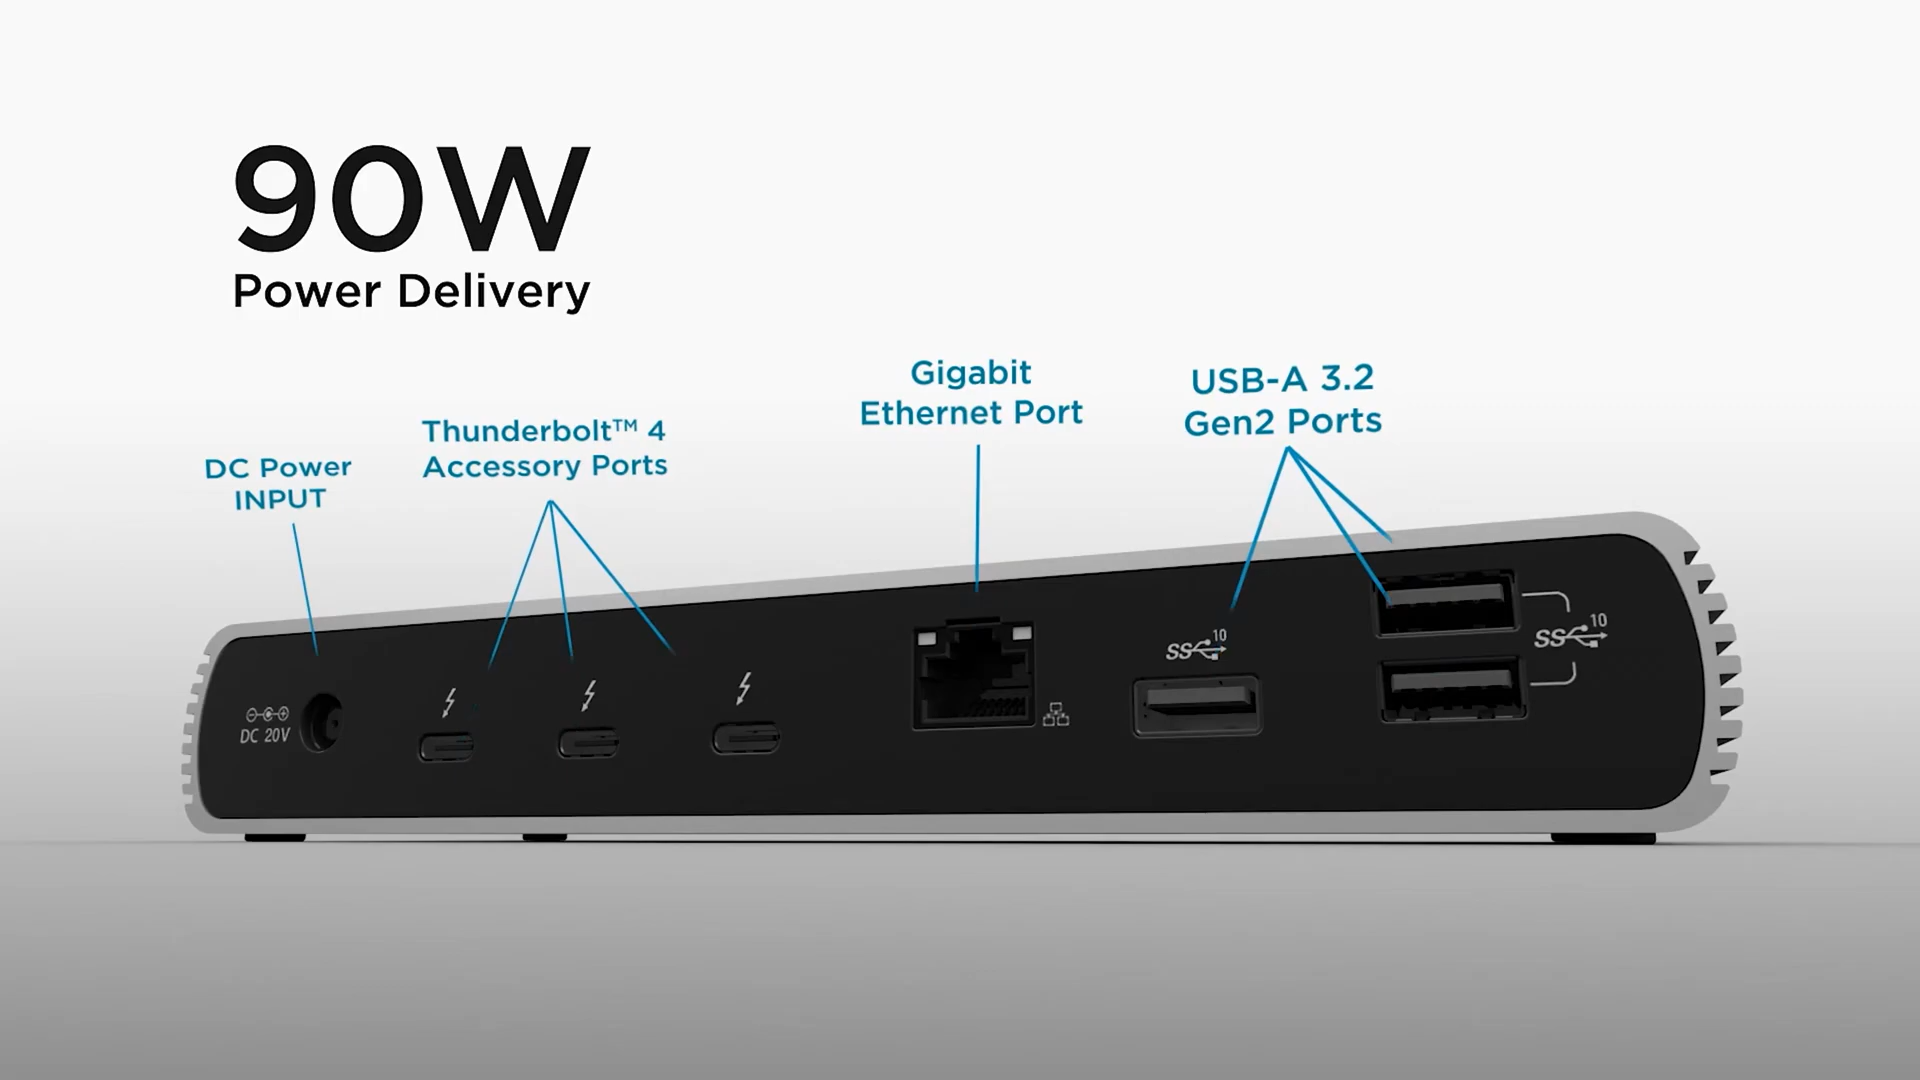 90W
Power Delivery
DC Power
INPUT
Thunderbolt™ 4
Accessory Ports
Gigabit
Ethernet Port
USB-A 3.2
Gen2 Ports
DC 20V
SS 10
SS 10